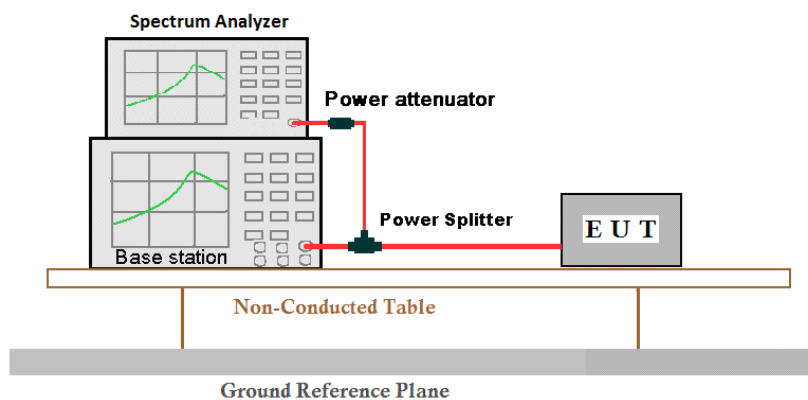 Spectrum Analyzer
Power attenuator
Power Splitter
E U T
Base station
Non-Conducted Table
Ground Reference Plane